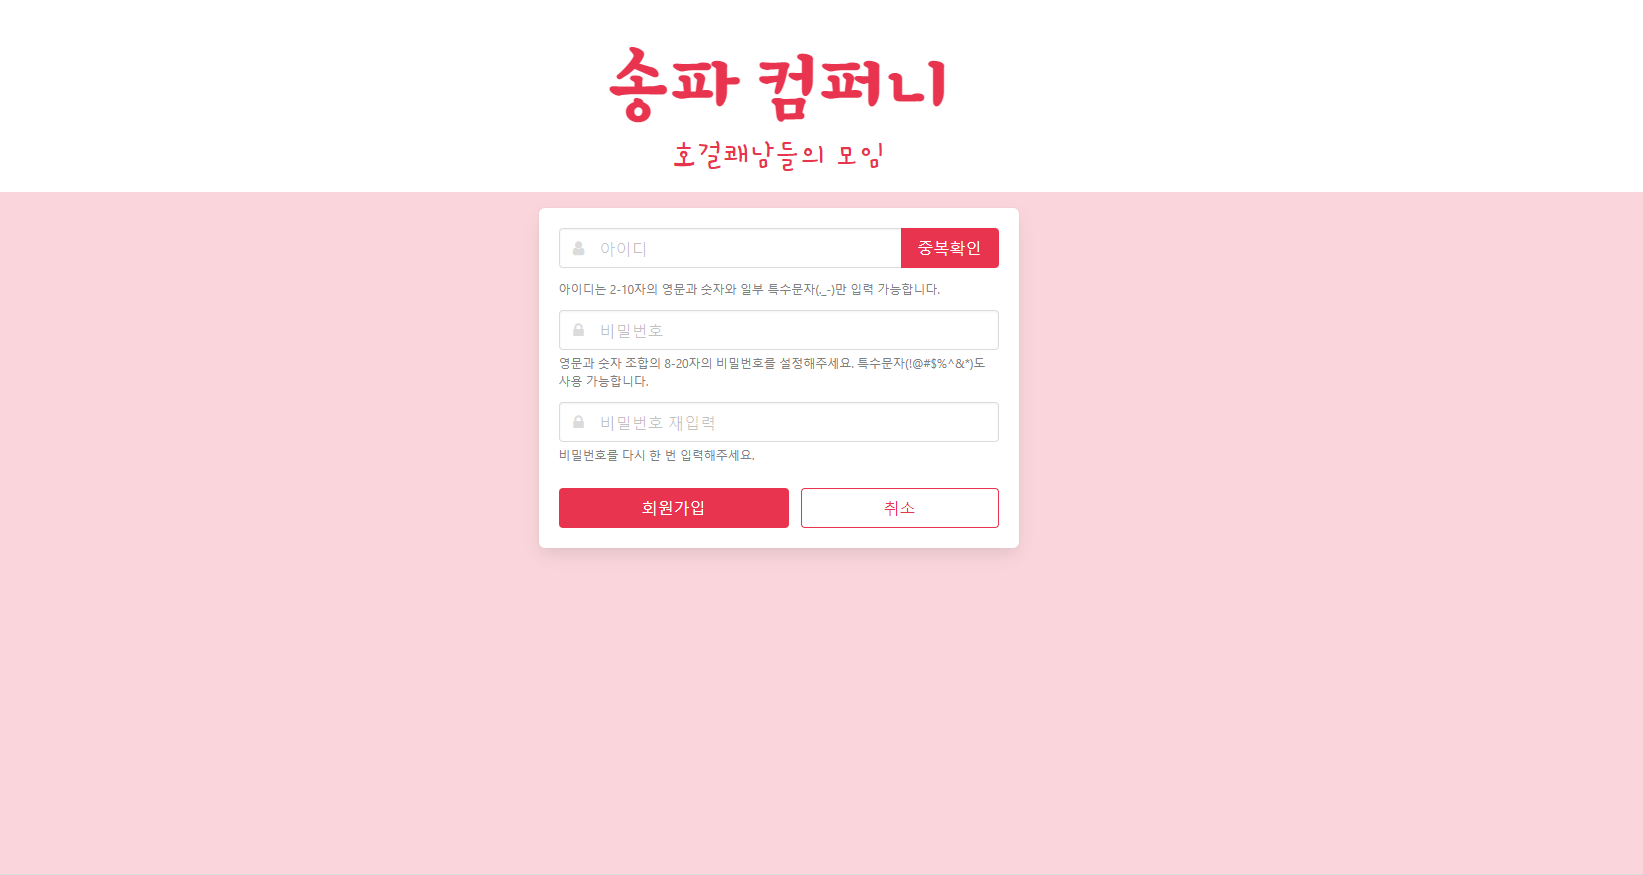 송파 컴퍼니
호걸쾌남들의 모임
아이디
중복확인
아이디는 2-10자의 영문과 숫자와 일부 특수문자(._-)만 입력 가능합니다.
비밀번호
영문과 숫자 조합의 8-20자의 비밀번호를 설정해주세요. 특수문자(!@#$%^&*)도
사용 가능합니다.
비밀번호 재입력
비밀번호를 다시 한 번 입력해주세요.
회원가입
취소